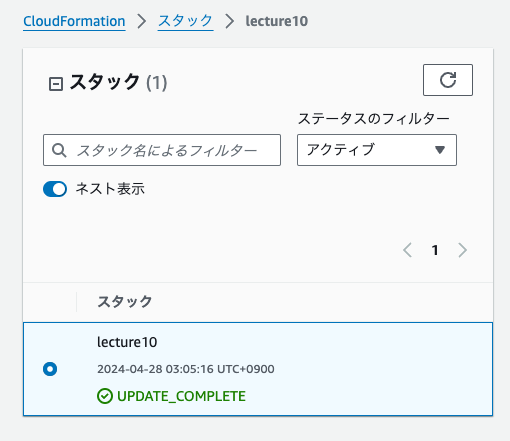 CloudFormation > スタック > lecture10
スタック (1)
ステータスのフィルター
スタック名によるフィルター
アクティブ
ネスト表示
1
スタック
lecture10
2024-04-28 03:05:16 UTC+0900
UPDATE_COMPLETE